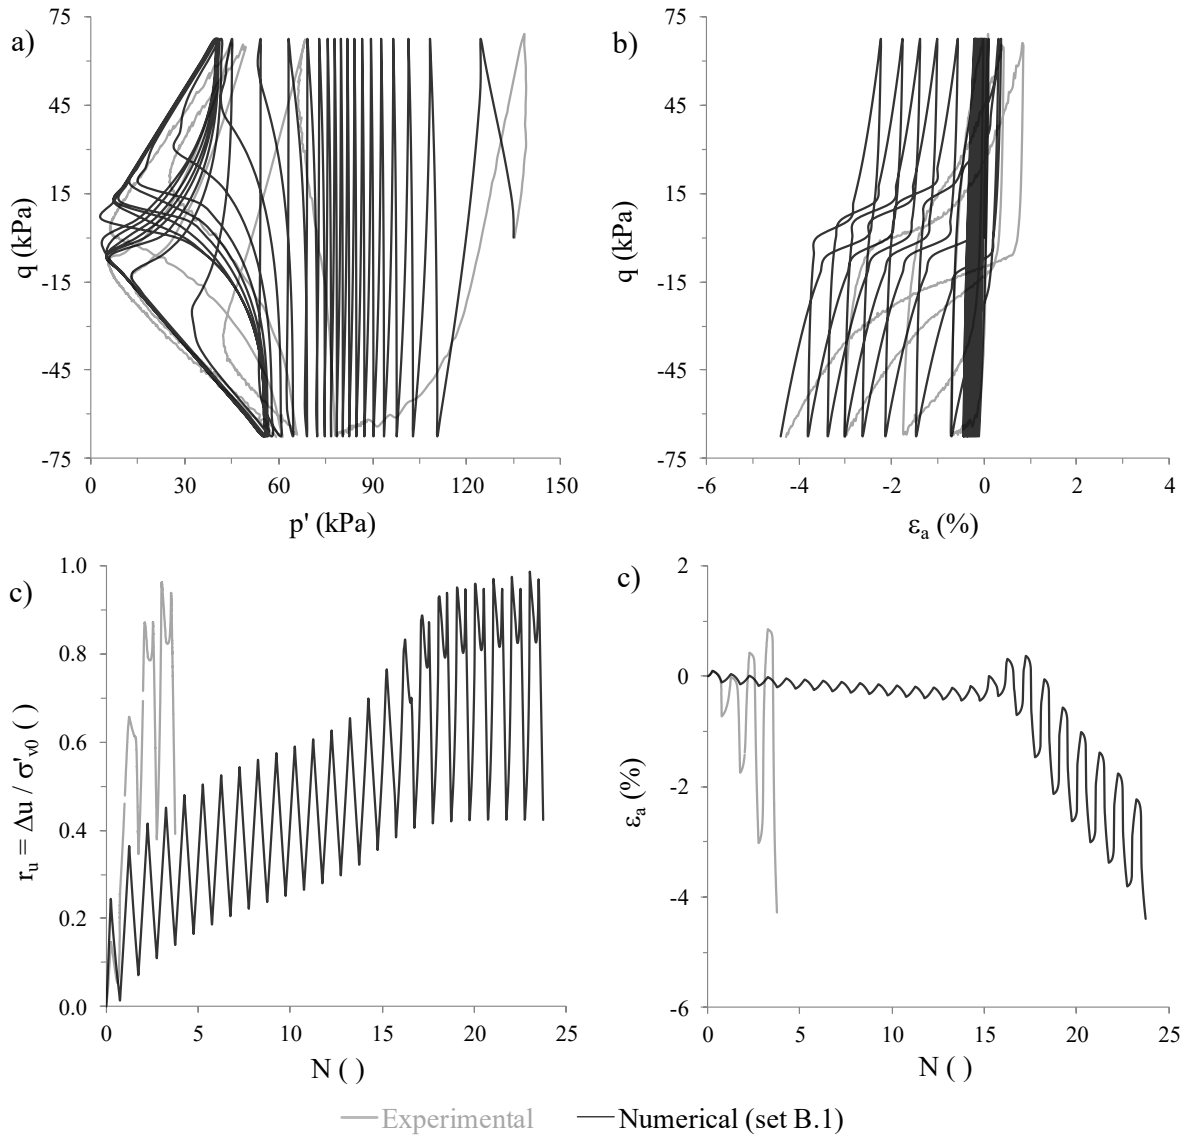 a)
75
45
15
-15
-45
-75
q (kPa)
0 30 60 90 120 150
p' (kPa)
b)
75
45
15
-15
-45
-75
q (kPa)
-6 -4 -2 0 2 4
εa (%)
c)
1.0
0.8
0.6
0.4
0.2
0.0
ru = Δu / σ'v0 ( )
0 5 10 15 20 25
N ( )
c)
2
0
-2
-4
-6
εa (%)
0 5 10 15 20 25
N ( )
Experimental Numerical (set B.1)